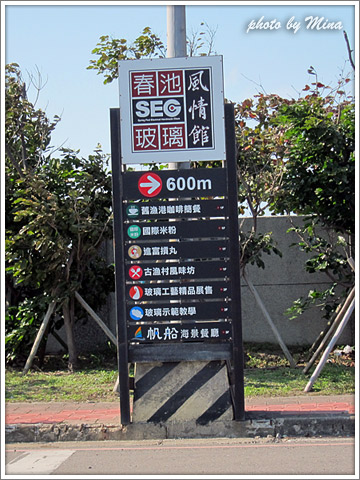 photo by Mina
春池
SEG
玻璃
風情館
600m
舊漁港咖啡簡餐
國際米粉
進富摃丸
古漁村風味坊
玻璃工藝精品展售
玻璃示範教學
帆船海景餐廳